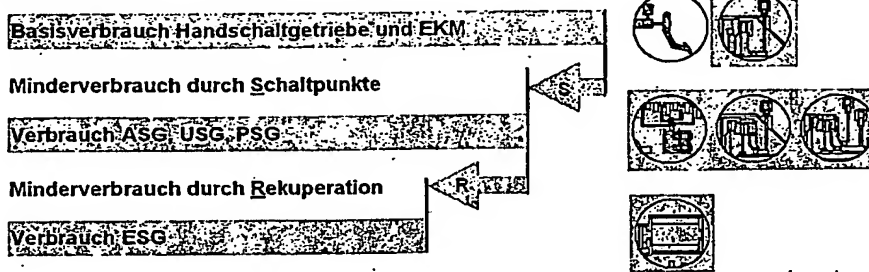 Basisverbrauch Handschaltgetriebe und EKM
Minderverbrauch durch Schaltpunkte
S
Verbrauch ASG, USG, PSG
Minderverbrauch durch Rekuperation
R
Verbrauch ESG